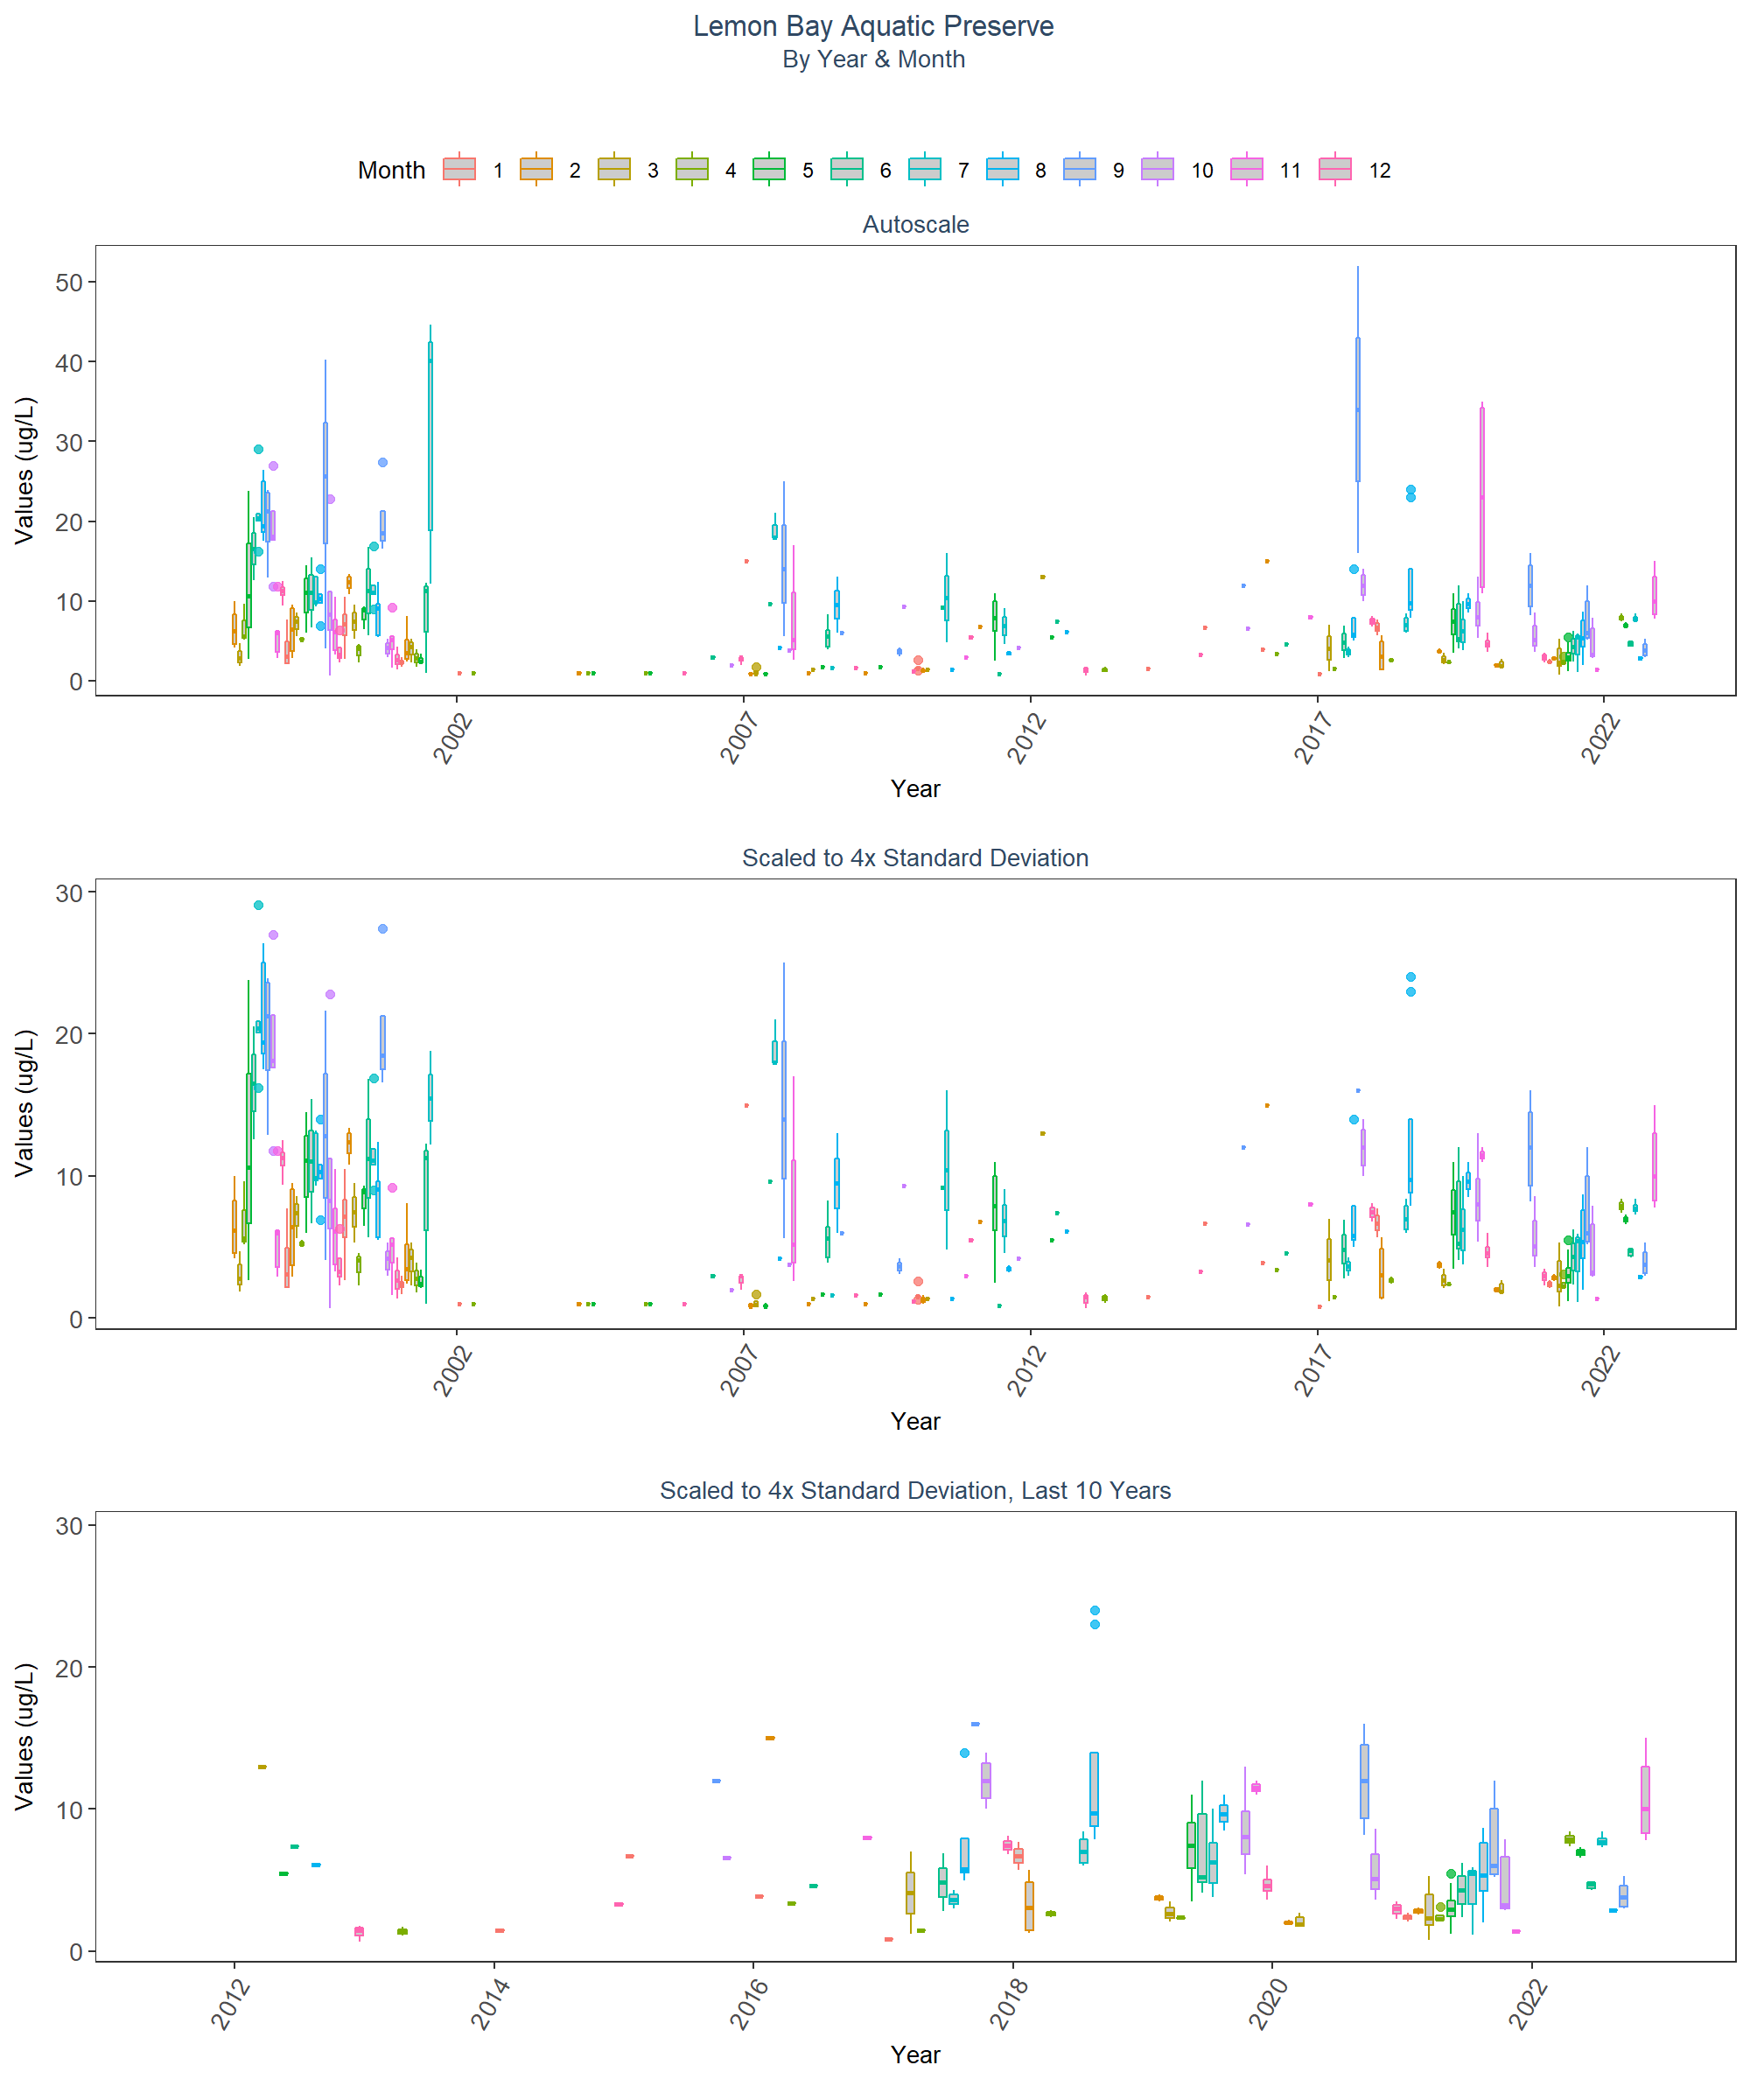 Lemon Bay Aquatic Preserve
By Year & Month
Month 1 2 3 4 5 6 7 8 9 10 11 12
Autoscale
Values (ug/L)
50
40
30
20
10
0
2002 2007 2012 2017 2022
Year
Scaled to 4x Standard Deviation
Values (ug/L)
30
20
10
0
2002 2007 2012 2017 2022
Year
Scaled to 4x Standard Deviation, Last 10 Years
Values (ug/L)
30
20
10
0
2012 2014 2016 2018 2020 2022
Year